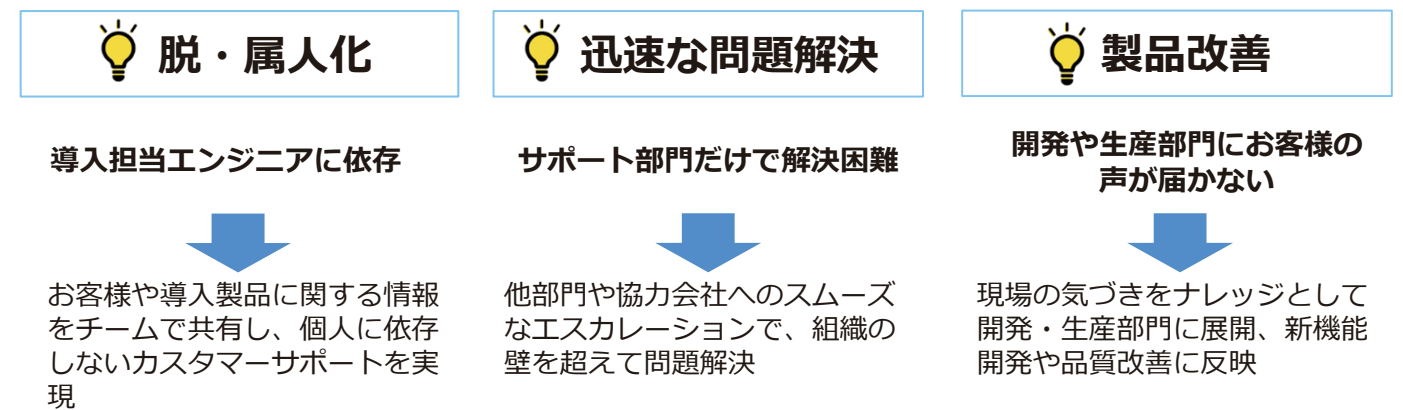 脱・属人化
導入担当エンジニアに依存
お客様や導入製品に関する情報
をチームで共有し、個人に依存
しないカスタマーサポートを実
現
迅速な問題解決
サポート部門だけで解決困難
他部門や協力会社へのスムーズ
なエスカレーションで、組織の
壁を超えて問題解決
製品改善
開発や生産部門にお客様の
声が届かない
現場の気づきをナレッジとして
開発・生産部門に展開、新機能
開発や品質改善に反映